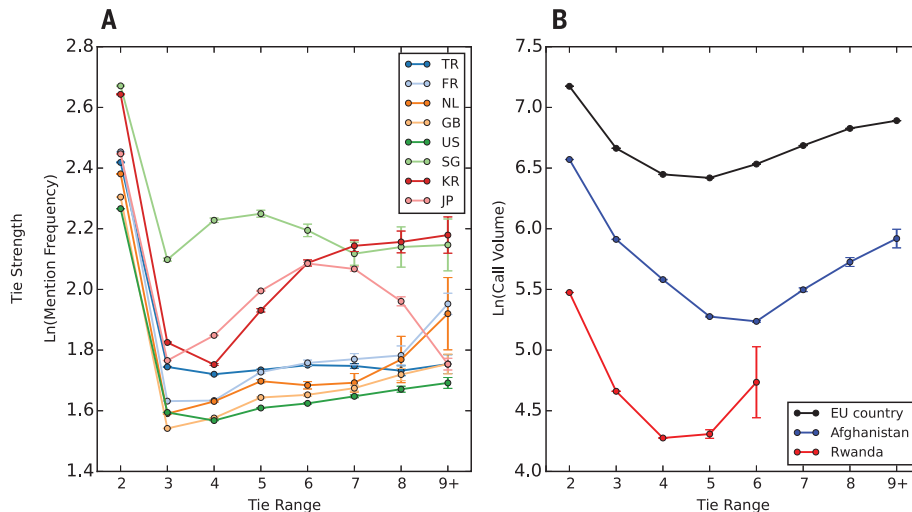 A
Tie Strength
Ln(Mention Frequency)
2.8
2.6
2.4
2.2
2.0
1.8
1.6
1.4
TR
FR
NL
GB
US
SG
KR
JP
2 3 4 5 6 7 8 9+
Tie Range
B
Ln(Call Volume)
7.5
7.0
6.5
6.0
5.5
5.0
4.5
4.0
EU country
Afghanistan
Rwanda
2 3 4 5 6 7 8 9+
Tie Range